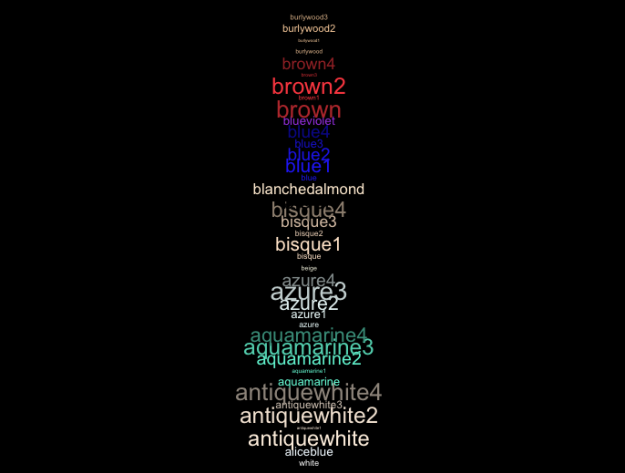 burlywood3
burlywood2
burlywood1
burlywood
brown4
brown3
brown2
brown1
brown
blueviolet
blue4
blue3
blue2
blue1
blue
blanchedalmond
bisque4
bisque3
bisque2
bisque1
bisque
beige
azure4
azure3
azure2
azure1
azure
aquamarine4
aquamarine3
aquamarine2
aquamarine1
aquamarine
antiquewhite4
antiquewhite3
antiquewhite2
antiquewhite1
antiquewhite
aliceblue
white